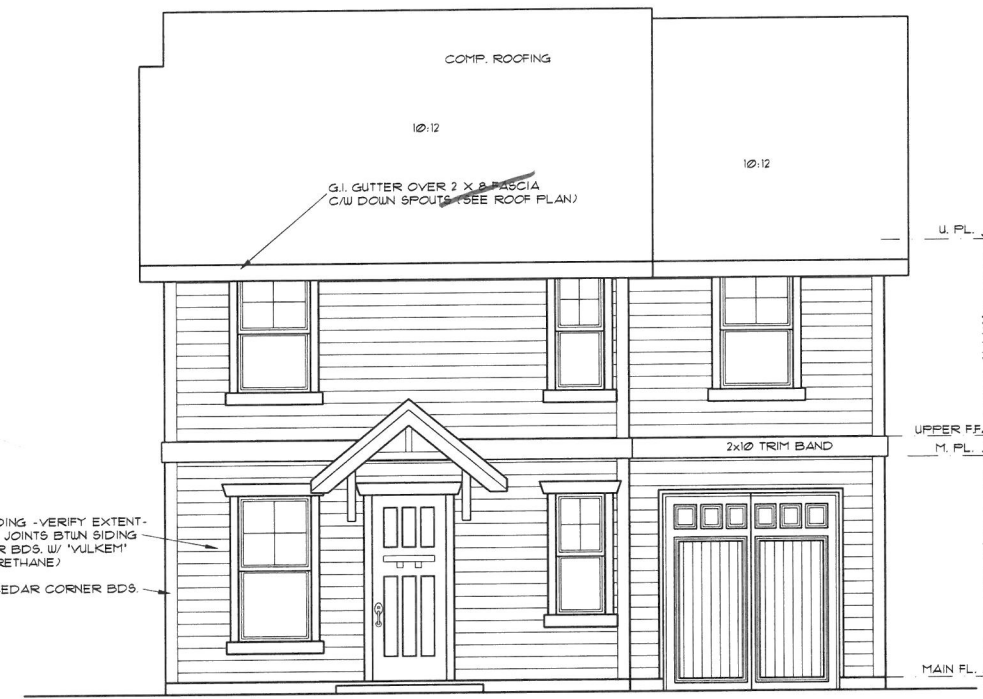 COMP. ROOFING
10:12
10:12
G.I. GUTTER OVER 2 X 8 FASCIA
C/W DOWN SPOUTS (SEE ROOF PLAN)
U. PL.
UPPER F.F.
M. PL.
2x10 TRIM BAND
DING -VERIFY EXTENT-
JOINTS BTWN SIDING
R BDS. W/ 'VULKEM'
RETHANE)
EDAR CORNER BDS.
MAIN FL.